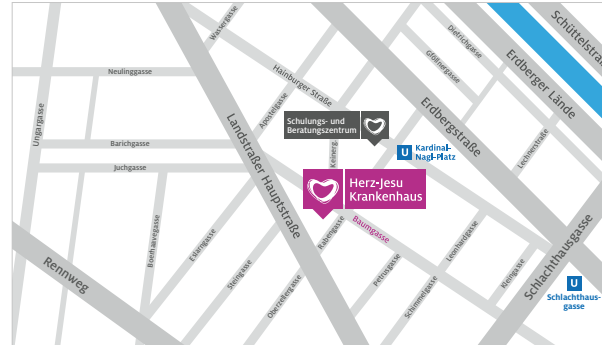 Wassergasse
Dietrichgasse
Schüttelstraße
Göllnergasse
Erdberger Lände
Neulinggasse
Hainburger Straße
Apostelgasse
Erdbergstraße
Ungargasse
Landstraßer Hauptstraße
Schulungs- und
Beratungszentrum
Barichgasse
Keinerg.
U
Kardinal-
Nagl-Platz
Lechnerstraße
Juchgasse
Herz-Jesu
Krankenhaus
Baumgasse
Rabengasse
Boerhaavegasse
Eslarngasse
Steingasse
Oberzellergasse
Petrusgasse
Schimmelgasse
Leonhardgasse
Kleingasse
Schlachthausgasse
Rennweg
U
Schlachthaus-
gasse